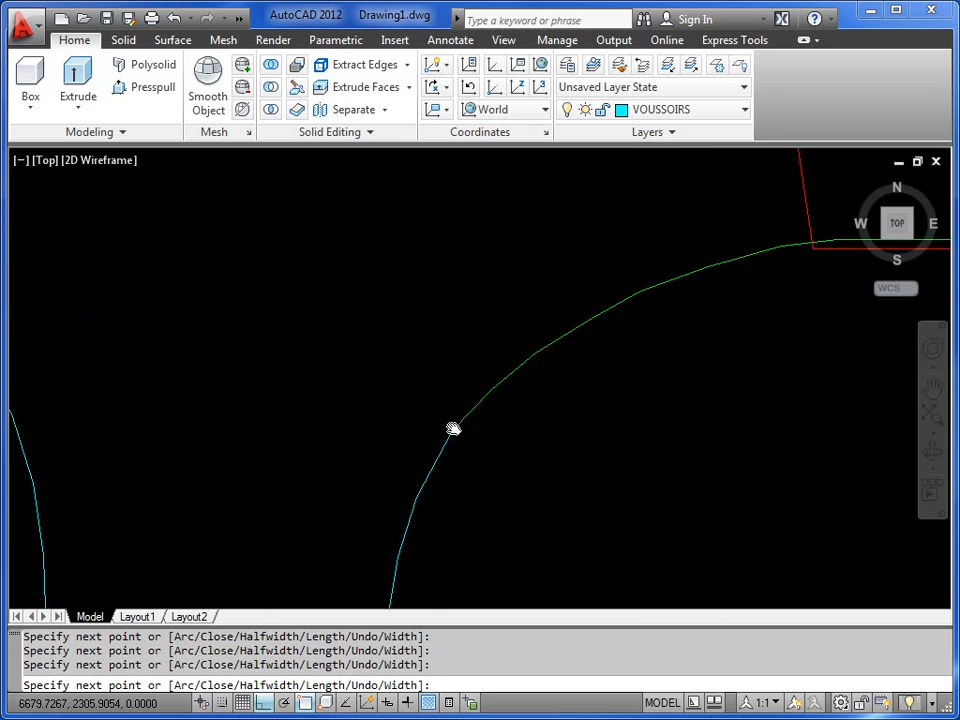 AutoCAD 2012 Drawing1.dwg Type a keyword or phrase Sign In
Home Solid Surface Mesh Render Parametric Insert Annotate View Manage Output Online Express Tools
Box Extrude Polysolid Presspull
Smooth Object
Extract Edges
Extrude Faces
Separate
World
Unsaved Layer State
VOUSSOIRS
Modeling Mesh Solid Editing Coordinates Layers
[−] [Top] [2D Wireframe]
N
W TOP E
S
WCS
Model Layout1 Layout2
Specify next point or [Arc/Close/Halfwidth/Length/Undo/Width]:
Specify next point or [Arc/Close/Halfwidth/Length/Undo/Width]:
Specify next point or [Arc/Close/Halfwidth/Length/Undo/Width]:
Specify next point or [Arc/Close/Halfwidth/Length/Undo/Width]:
6679.7267, 2305.9054, 0.0000 MODEL 1:1